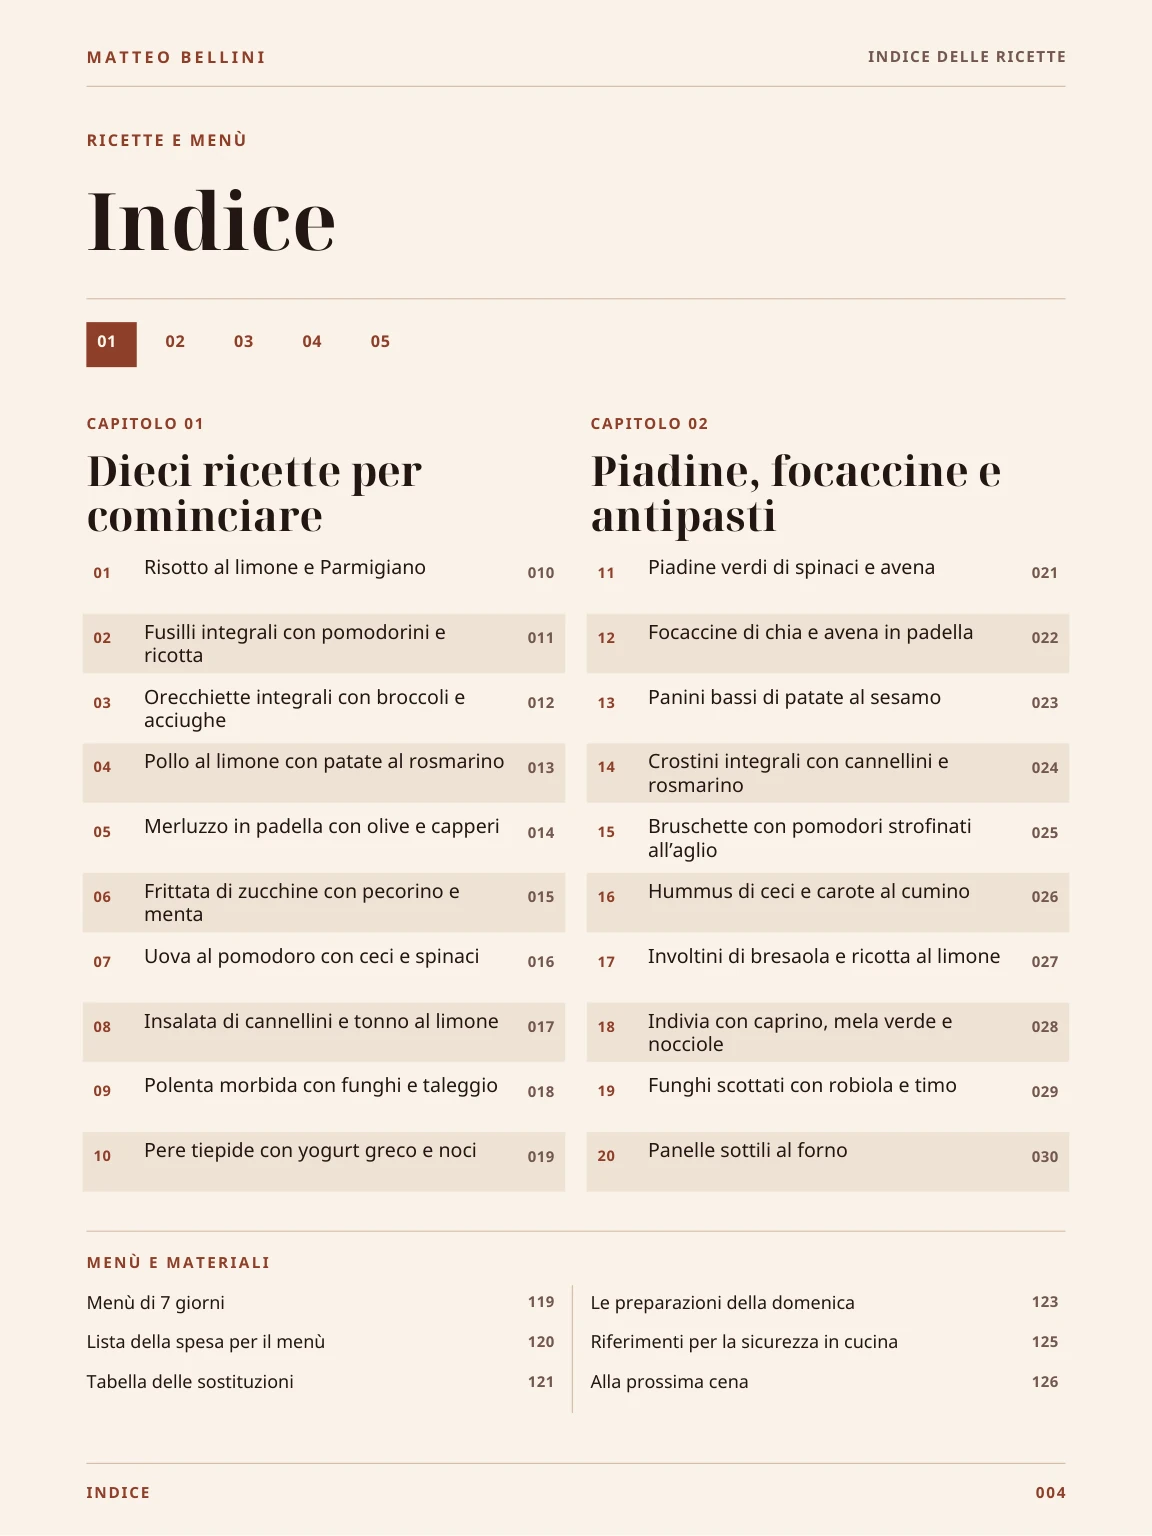 MATTEO BELLINI
INDICE DELLE RICETTE
RICETTE E MENÙ
Indice
01 02 03 04 05
CAPITOLO 01
Dieci ricette per
cominciare
01 Risotto al limone e Parmigiano 010
02 Fusilli integrali con pomodorini e 011
ricotta
03 Orecchiette integrali con broccoli e 012
acciughe
04 Pollo al limone con patate al rosmarino 013
05 Merluzzo in padella con olive e capperi 014
06 Frittata di zucchine con pecorino e 015
menta
07 Uova al pomodoro con ceci e spinaci 016
08 Insalata di cannellini e tonno al limone 017
09 Polenta morbida con funghi e taleggio 018
10 Pere tiepide con yogurt greco e noci 019
CAPITOLO 02
Piadine, focaccine e
antipasti
11 Piadine verdi di spinaci e avena 021
12 Focaccine di chia e avena in padella 022
13 Panini bassi di patate al sesamo 023
14 Crostini integrali con cannellini e 024
rosmarino
15 Bruschette con pomodori strofinati 025
all’aglio
16 Hummus di ceci e carote al cumino 026
17 Involtini di bresaola e ricotta al limone 027
18 Indivia con caprino, mela verde e 028
nocciole
19 Funghi scottati con robiola e timo 029
20 Panelle sottili al forno 030
MENÙ E MATERIALI
Menù di 7 giorni 119
Lista della spesa per il menù 120
Tabella delle sostituzioni 121
Le preparazioni della domenica 123
Riferimenti per la sicurezza in cucina 125
Alla prossima cena 126
INDICE
004